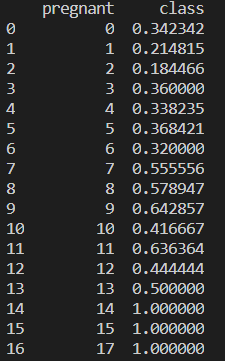 pregnant class
0 0 0.342342
1 1 0.214815
2 2 0.184466
3 3 0.360000
4 4 0.338235
5 5 0.368421
6 6 0.320000
7 7 0.555556
8 8 0.578947
9 9 0.642857
10 10 0.416667
11 11 0.636364
12 12 0.444444
13 13 0.500000
14 14 1.000000
15 15 1.000000
16 17 1.000000